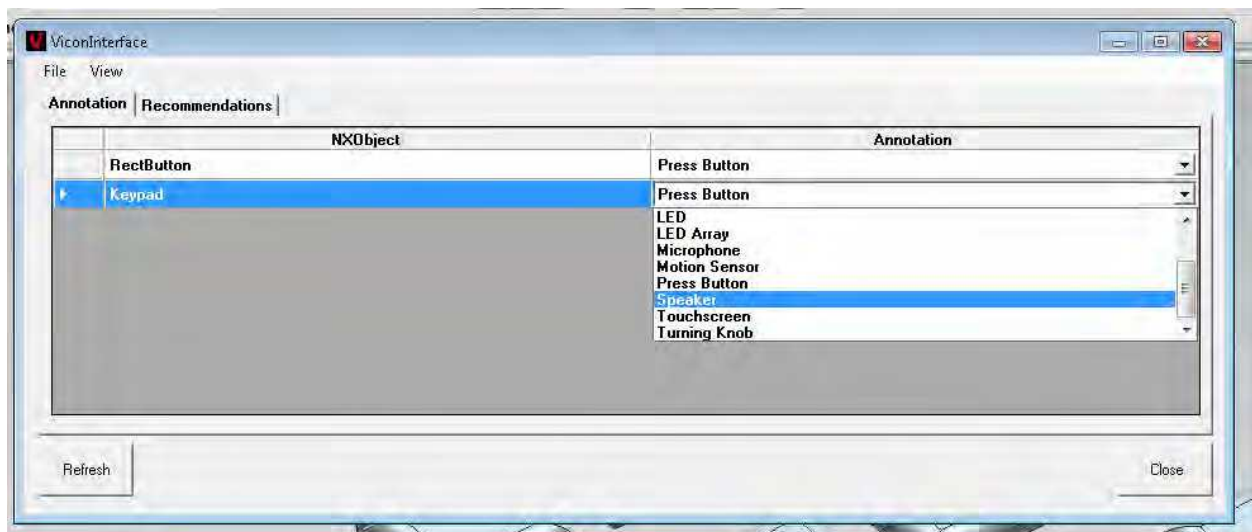 ViconInterface
File View
Annotation Recommendations
NXObject Annotation
RectButton Press Button
Keypad Press Button
LED
LED Array
Microphone
Motion Sensor
Press Button
Speaker
Touchscreen
Turning Knob
Refresh Close